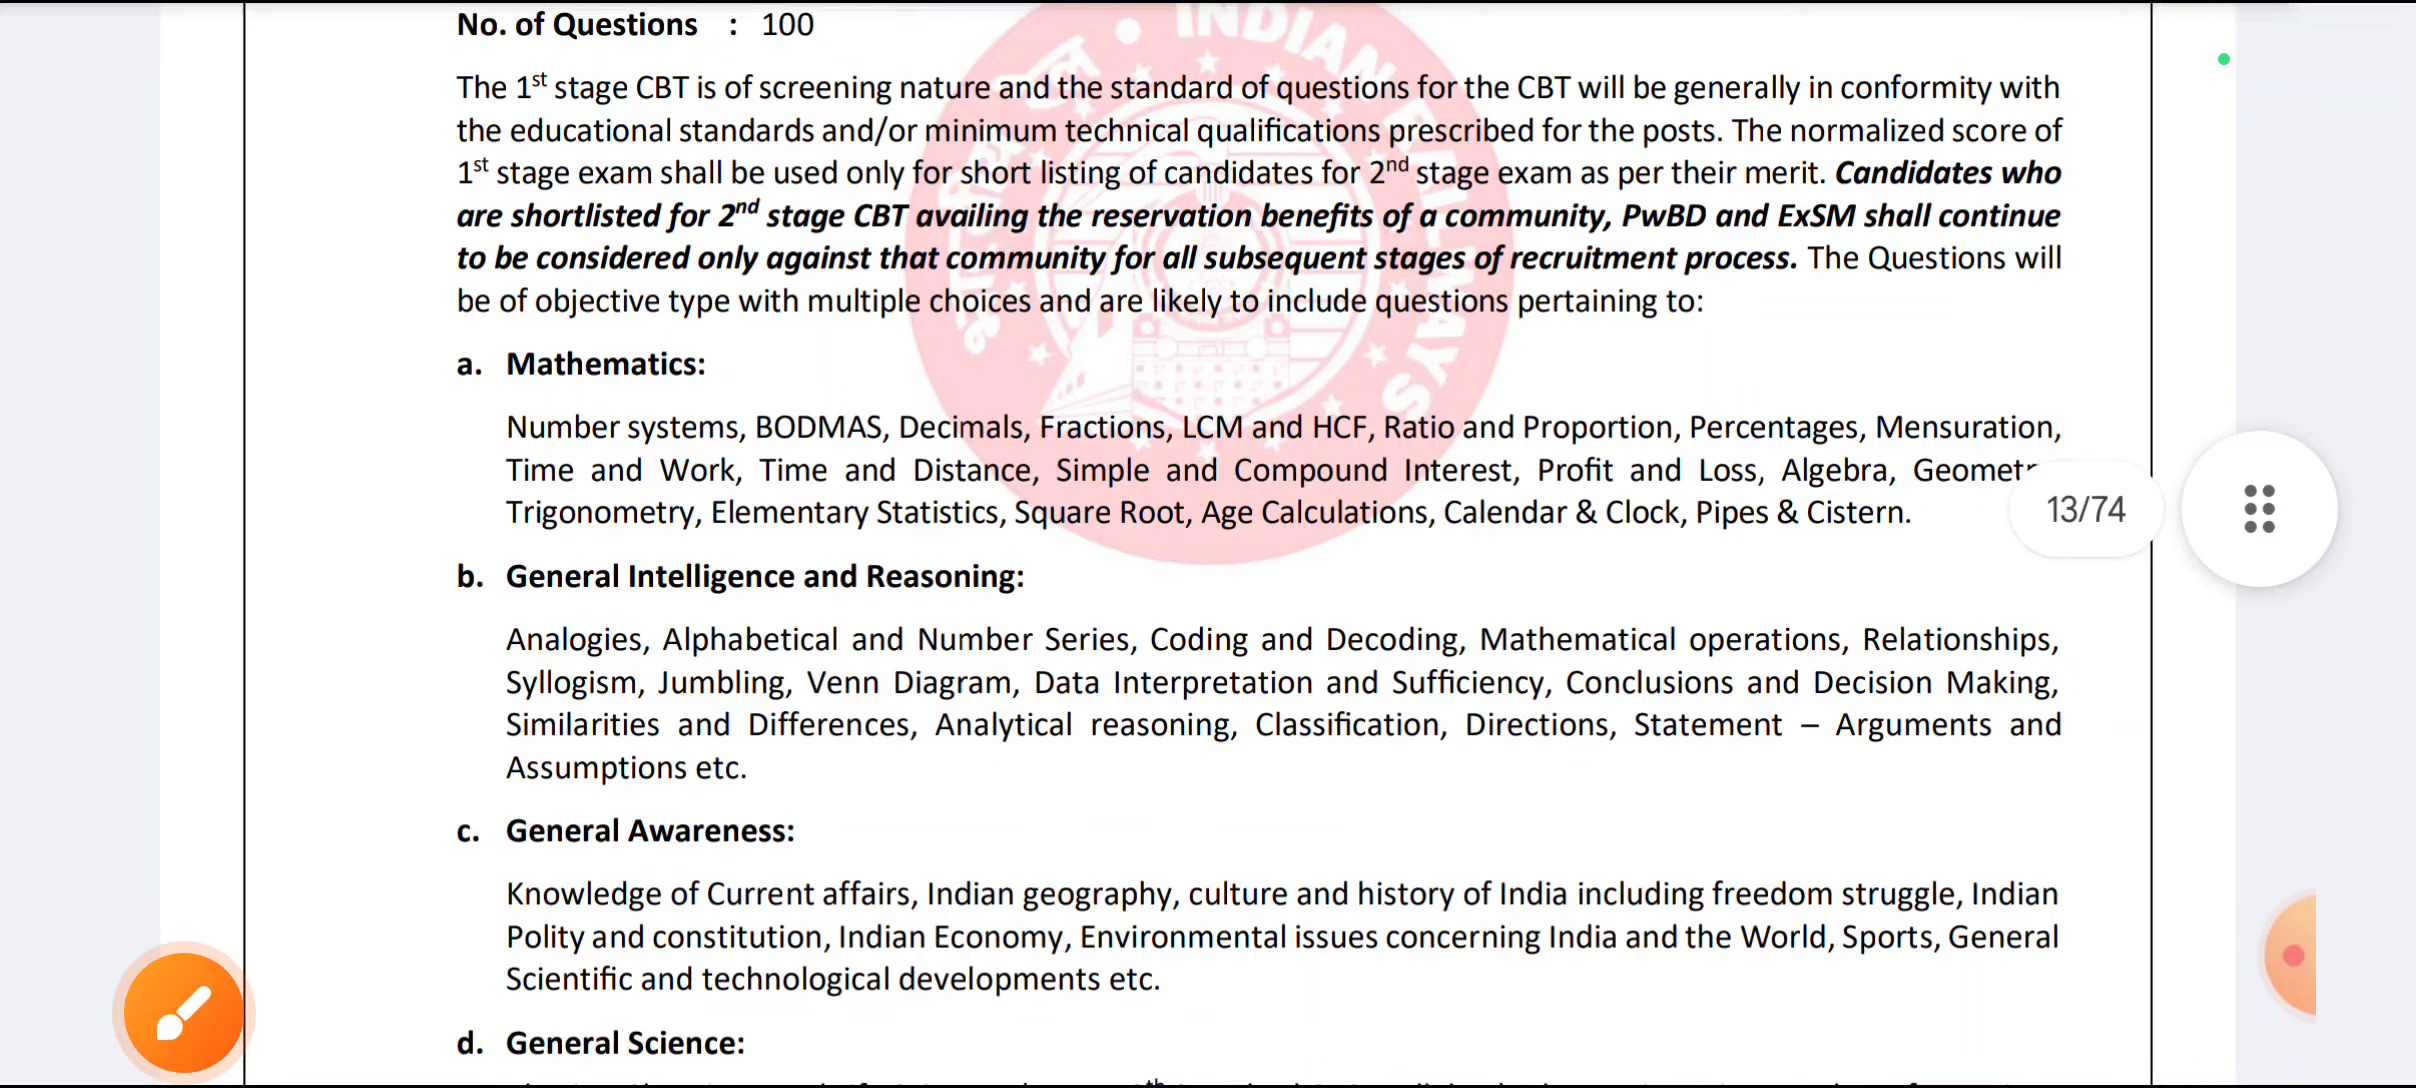 No. of Questions : 100
The 1st stage CBT is of screening nature and the standard of questions for the CBT will be generally in conformity with
the educational standards and/or minimum technical qualifications prescribed for the posts. The normalized score of
1st stage exam shall be used only for short listing of candidates for 2nd stage exam as per their merit. Candidates who
are shortlisted for 2nd stage CBT availing the reservation benefits of a community, PwBD and ExSM shall continue
to be considered only against that community for all subsequent stages of recruitment process. The Questions will
be of objective type with multiple choices and are likely to include questions pertaining to:
a. Mathematics:
Number systems, BODMAS, Decimals, Fractions, LCM and HCF, Ratio and Proportion, Percentages, Mensuration,
Time and Work, Time and Distance, Simple and Compound Interest, Profit and Loss, Algebra,
Trigonometry, Elementary Statistics, Square Root, Age Calculations, Calendar & Clock, Pipes & Cistern.
13/74
b. General Intelligence and Reasoning:
Analogies, Alphabetical and Number Series, Coding and Decoding, Mathematical operations, Relationships,
Syllogism, Jumbling, Venn Diagram, Data Interpretation and Sufficiency, Conclusions and Decision Making,
Similarities and Differences, Analytical reasoning, Classification, Directions, Statement – Arguments and
Assumptions etc.
c. General Awareness:
Knowledge of Current affairs, Indian geography, culture and history of India including freedom struggle, Indian
Polity and constitution, Indian Economy, Environmental issues concerning India and the World, Sports, General
Scientific and technological developments etc.
d. General Science:
INDIAN RAILWAYS